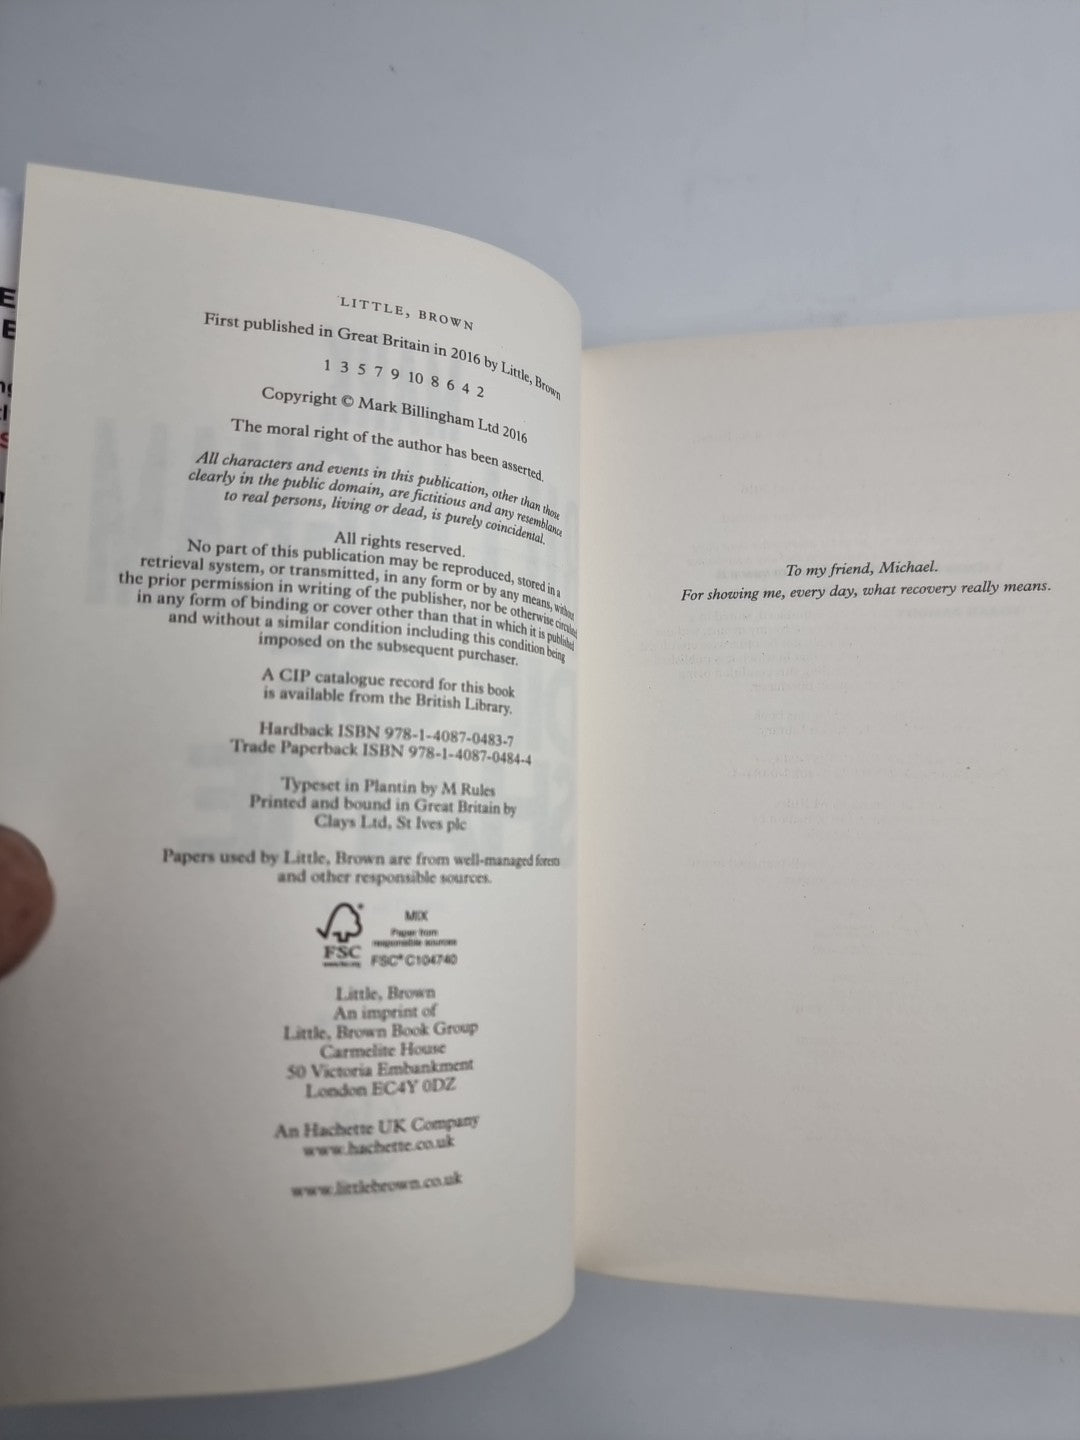 LITTLE, BROWN
First published in Great Britain in 2016 by Little, Brown
1 3 5 7 9 10 8 6 4 2
Copyright © Mark Billingham Ltd 2016
The moral right of the author has been asserted.
All characters and events in this publication, other than those
clearly in the public domain, are fictitious and any resemblance
to real persons, living or dead, is purely coincidental.
All rights reserved.
No part of this publication may be reproduced, stored in a
retrieval system, or transmitted, in any form or by any means, without
the prior permission in writing of the publisher, nor be otherwise circulated
in any form of binding or cover other than that in which it is published
and without a similar condition including this condition being
imposed on the subsequent purchaser.
A CIP catalogue record for this book
is available from the British Library.
Hardback ISBN 978-1-4087-0483-7
Trade Paperback ISBN 978-1-4087-0484-4
Typeset in Plantin by M Rules
Printed and bound in Great Britain by
Clays Ltd, St Ives plc
Papers used by Little, Brown are from well-managed forests
and other responsible sources.
MIX
Paper from
responsible sources
FSC
FSC® C104740
Little, Brown
An imprint of
Little, Brown Book Group
Carmelite House
50 Victoria Embankment
London EC4Y 0DZ
An Hachette UK Company
www.hachette.co.uk
www.littlebrown.co.uk
To my friend, Michael.
For showing me, every day, what recovery really means.